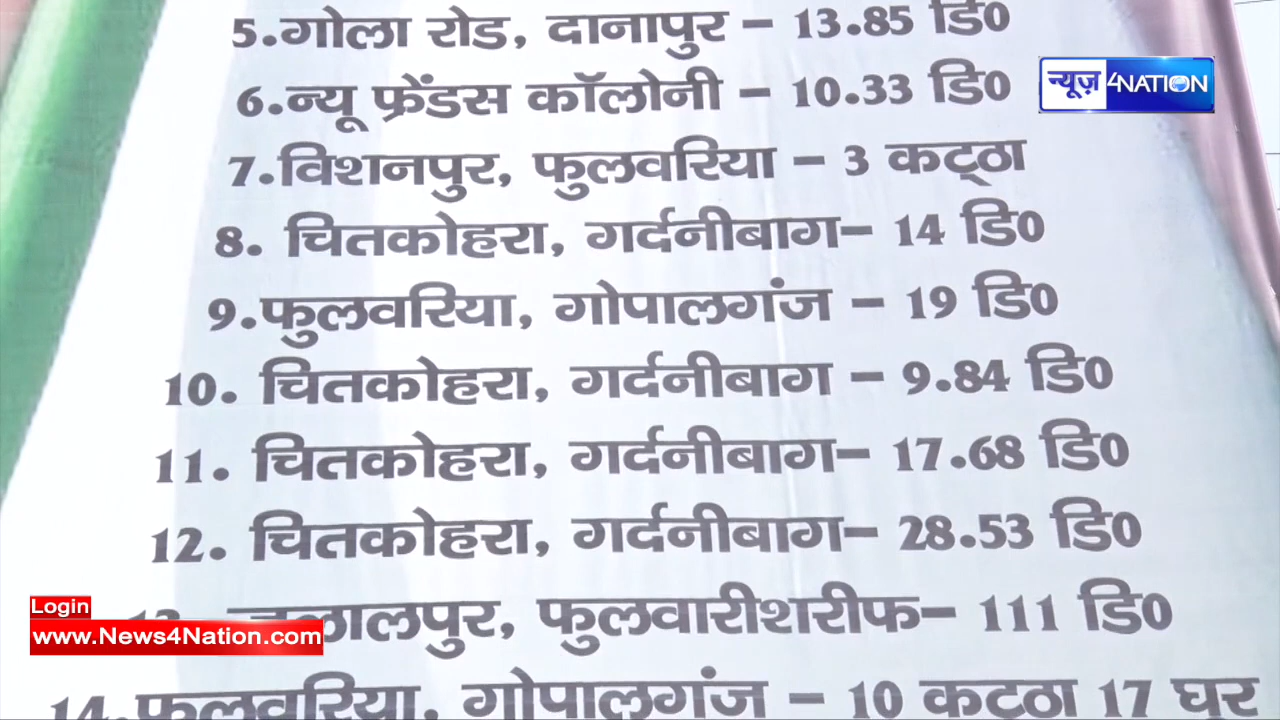 5.गोला रोड, दानापुर – 13.85 डि0
न्यूज़ 4NATION
6.न्यू फ्रेंडस कॉलोनी – 10.33 डि0
7.विशनपुर, फुलवरिया – 3 कट्ठा
8. चितकोहरा, गर्दनीबाग– 14 डि0
9.फुलवरिया, गोपालगंज – 19 डि0
10. चितकोहरा, गर्दनीबाग – 9.84 डि0
11. चितकोहरा, गर्दनीबाग– 17.68 डि0
12. चितकोहरा, गर्दनीबाग– 28.53 डि0
Login
फुलवारीशरीफ– 111 डि0
www.News4Nation.com
14.फुलवरिया, गोपालगंज – 10 कट्ठा 17 घर